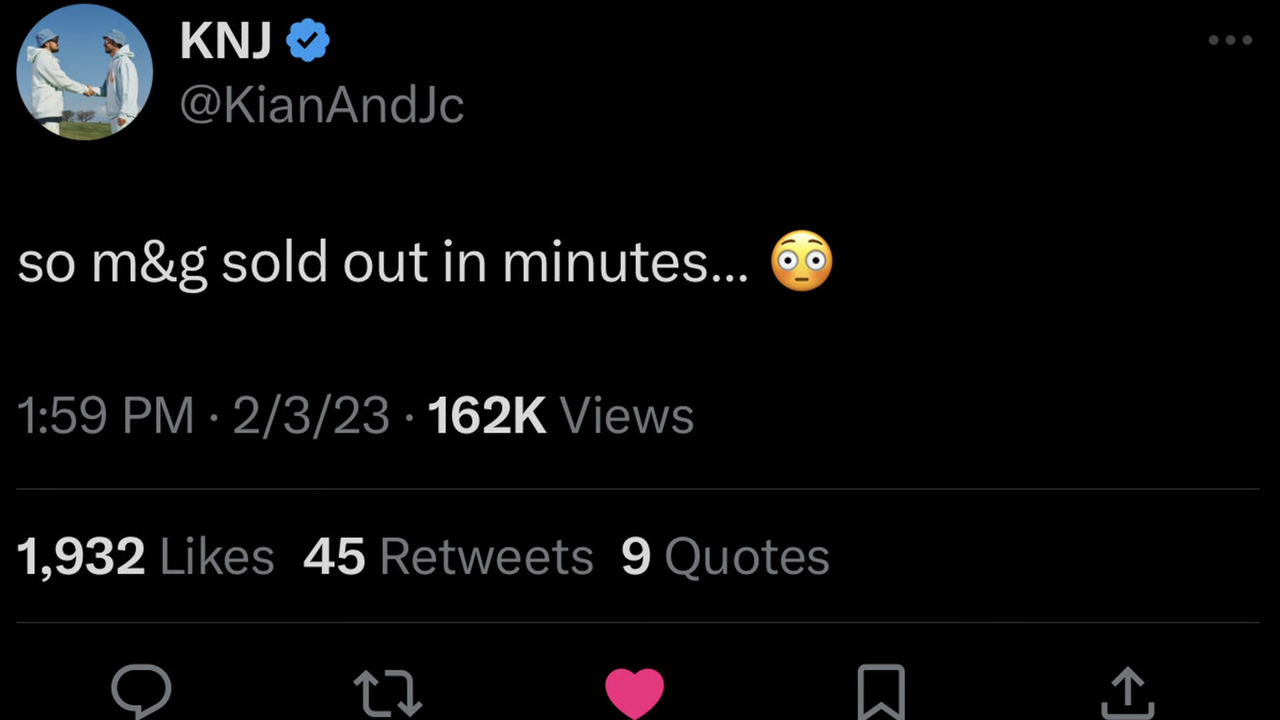 KNJ
@KianAndJc
so m&g sold out in minutes... 😳
1:59 PM · 2/3/23 · 162K Views
1,932 Likes 45 Retweets 9 Quotes